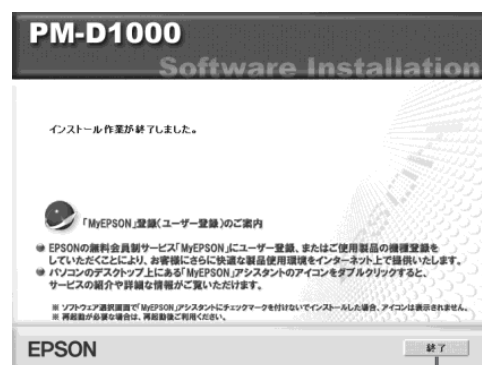 PM-D1000
Software Installation
インストール作業が終了しました。
「MyEPSON」登録(ユーザー登録)のご案内
EPSONの無料会員制サービス「MyEPSON」にユーザー登録、またはご使用製品の機種登録を
していただくことにより、お客様にさらに快適な製品使用環境をインターネット上で提供いたします。
パソコンのデスクトップ上にある「MyEPSON」アシスタントのアイコンをダブルクリックすると、
サービスの紹介や詳細な情報がご覧いただけます。
※ ソフトウェア選択画面で「MyEPSON」アシスタントにチェックマークを付けないでインストールした場合、アイコンは表示されません。
※ 再起動が必要な場合は、再起動後ご利用ください。
EPSON
終了